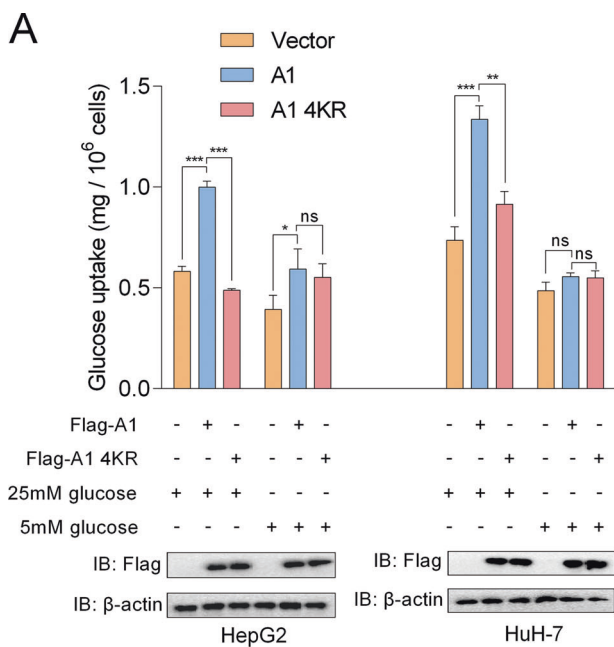 A
Vector
A1
A1 4KR
Glucose uptake (mg / 10⁶ cells)
1.5
1.0
0.5
0.0
*** ***
* ns
*** **
ns ns
Flag-A1 - + - - + - - + - - + -
Flag-A1 4KR - - + - - + - - + - - +
25mM glucose + + + - - - + + + - - -
5mM glucose - - - + + + - - - + + +
IB: Flag IB: Flag
IB: β-actin IB: β-actin
HepG2 HuH-7